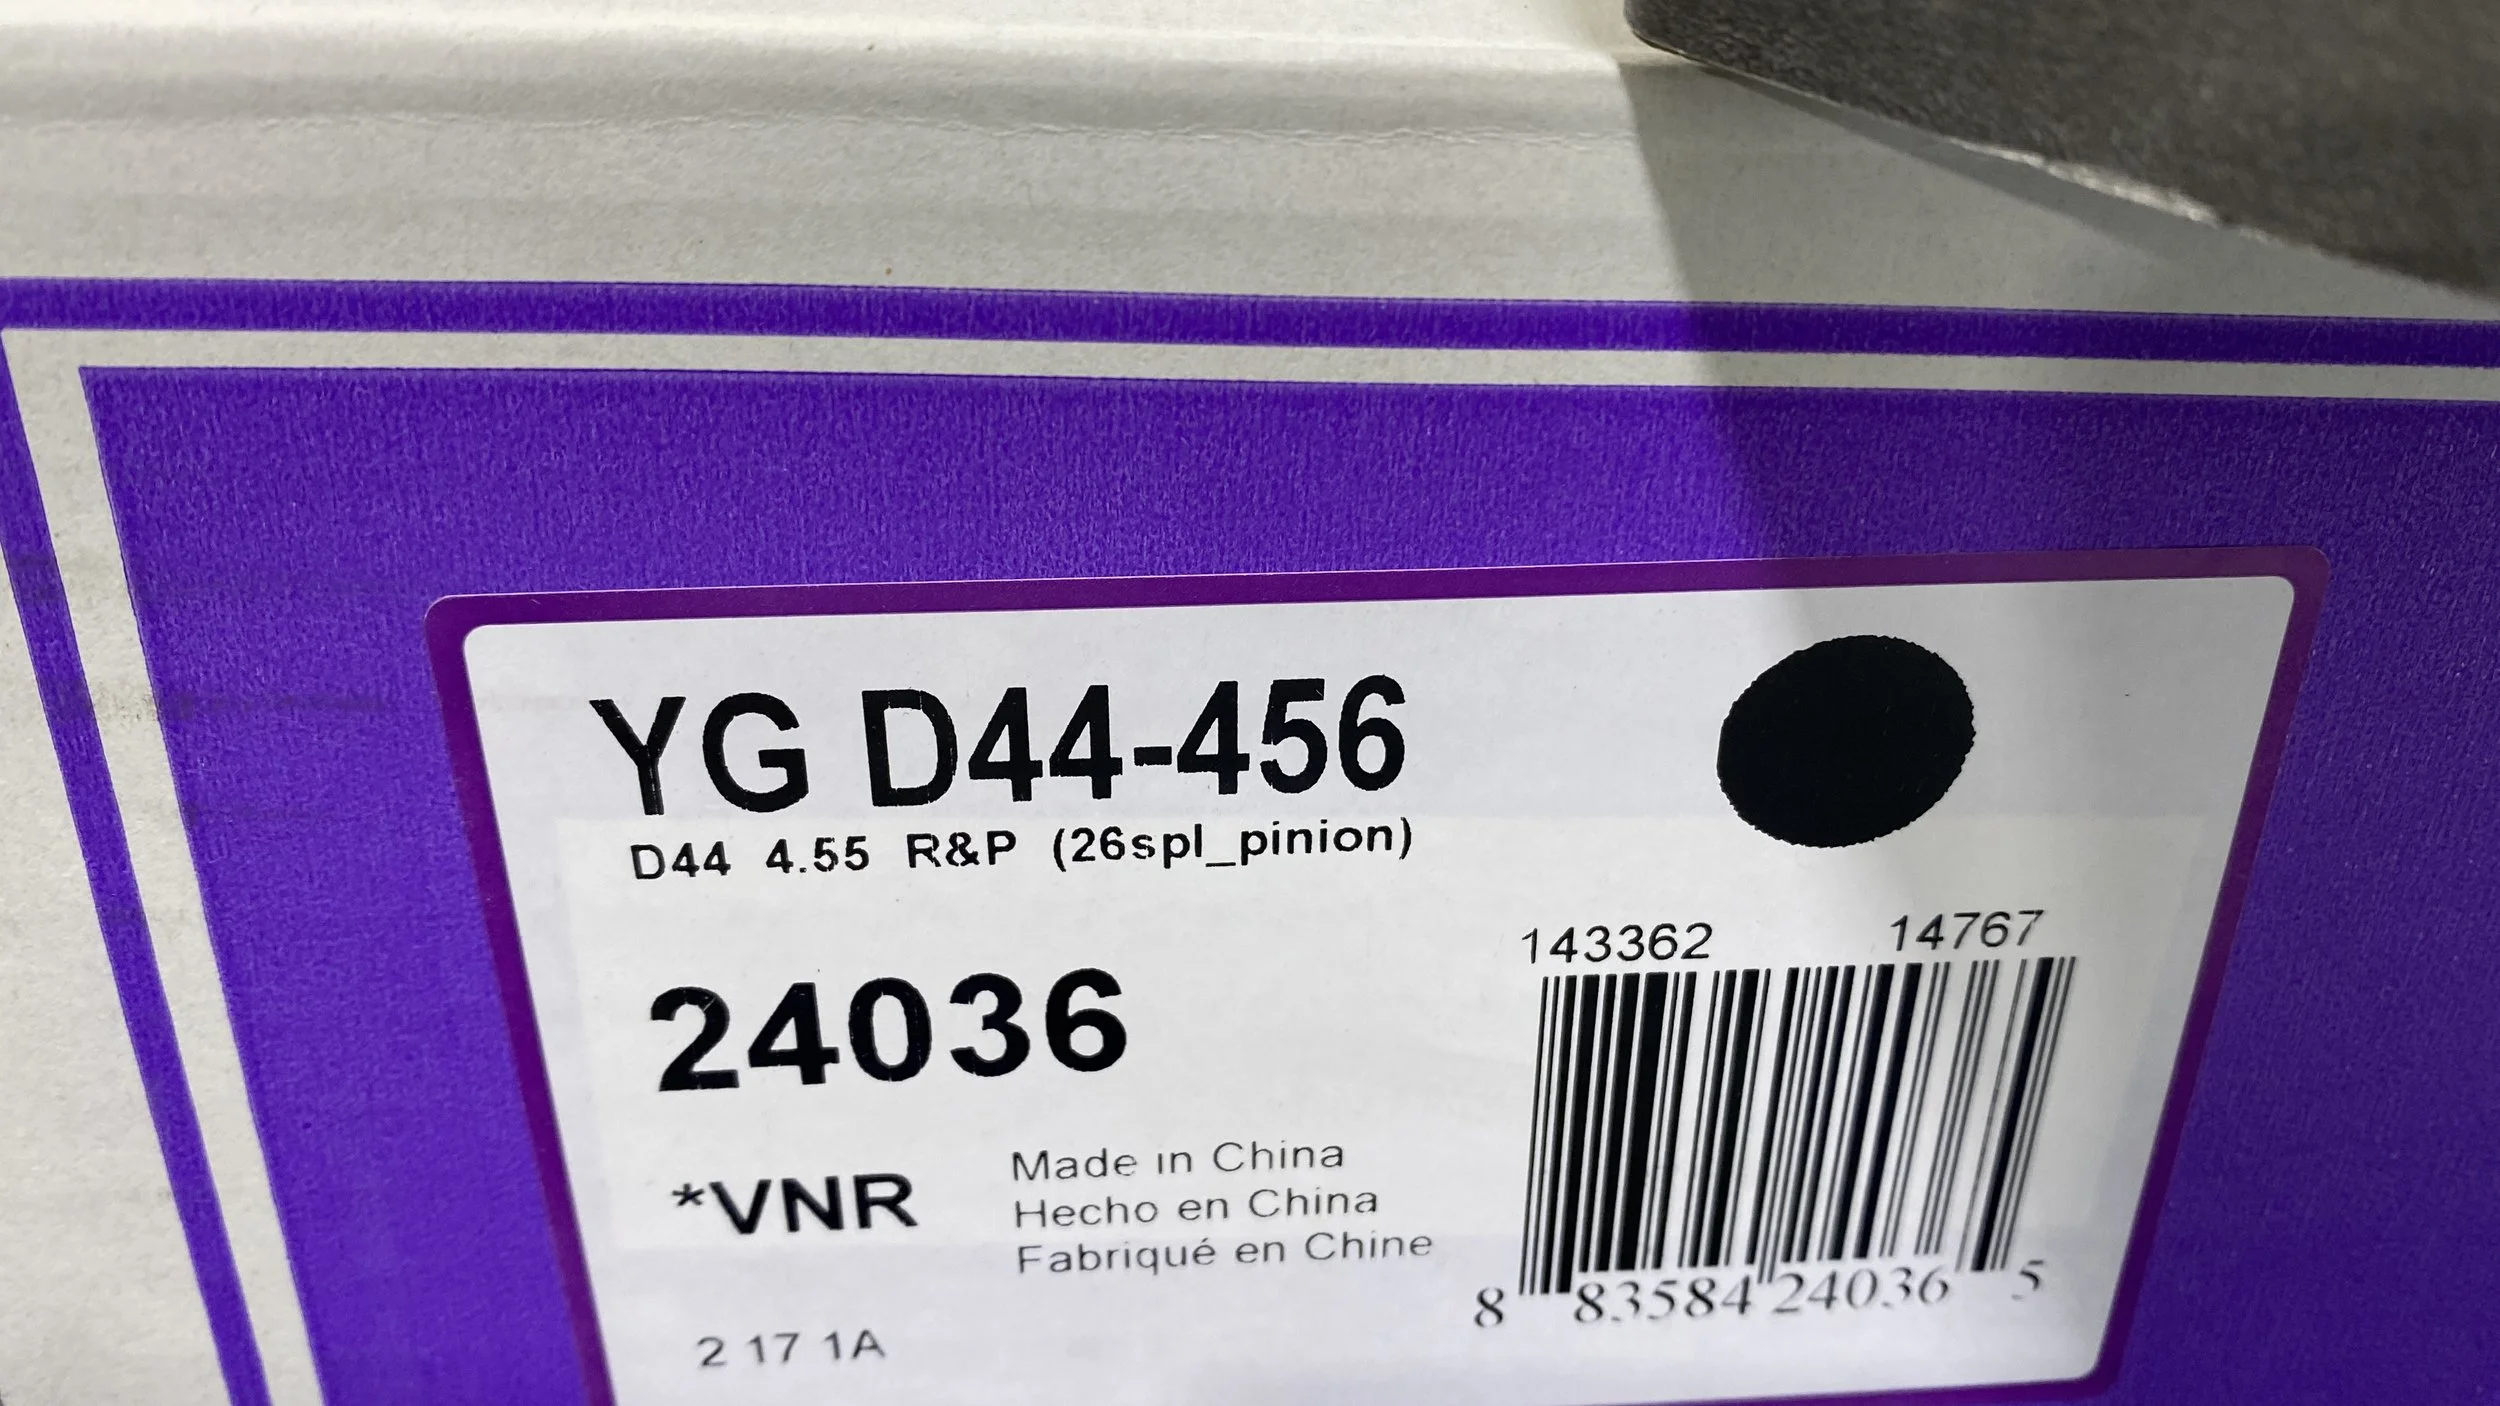 YG D44-456
D44 4.55 R&P (26spl_pinion)
24036
143362 14767
*VNR
Made in China
Hecho en China
Fabriqué en Chine
8 83584 24036 5
2 17 1A